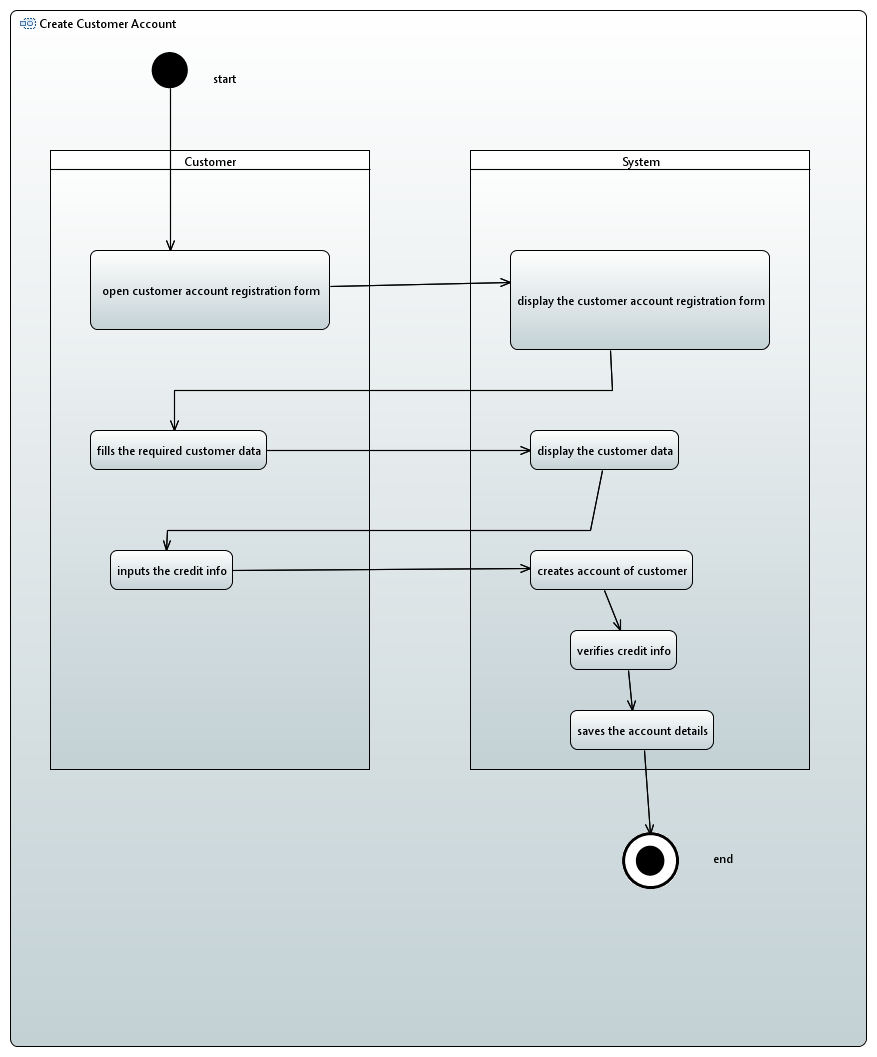 Create Customer Account
start
Customer
System
open customer account registration form
display the customer account registration form
fills the required customer data
display the customer data
inputs the credit info
creates account of customer
verifies credit info
saves the account details
end